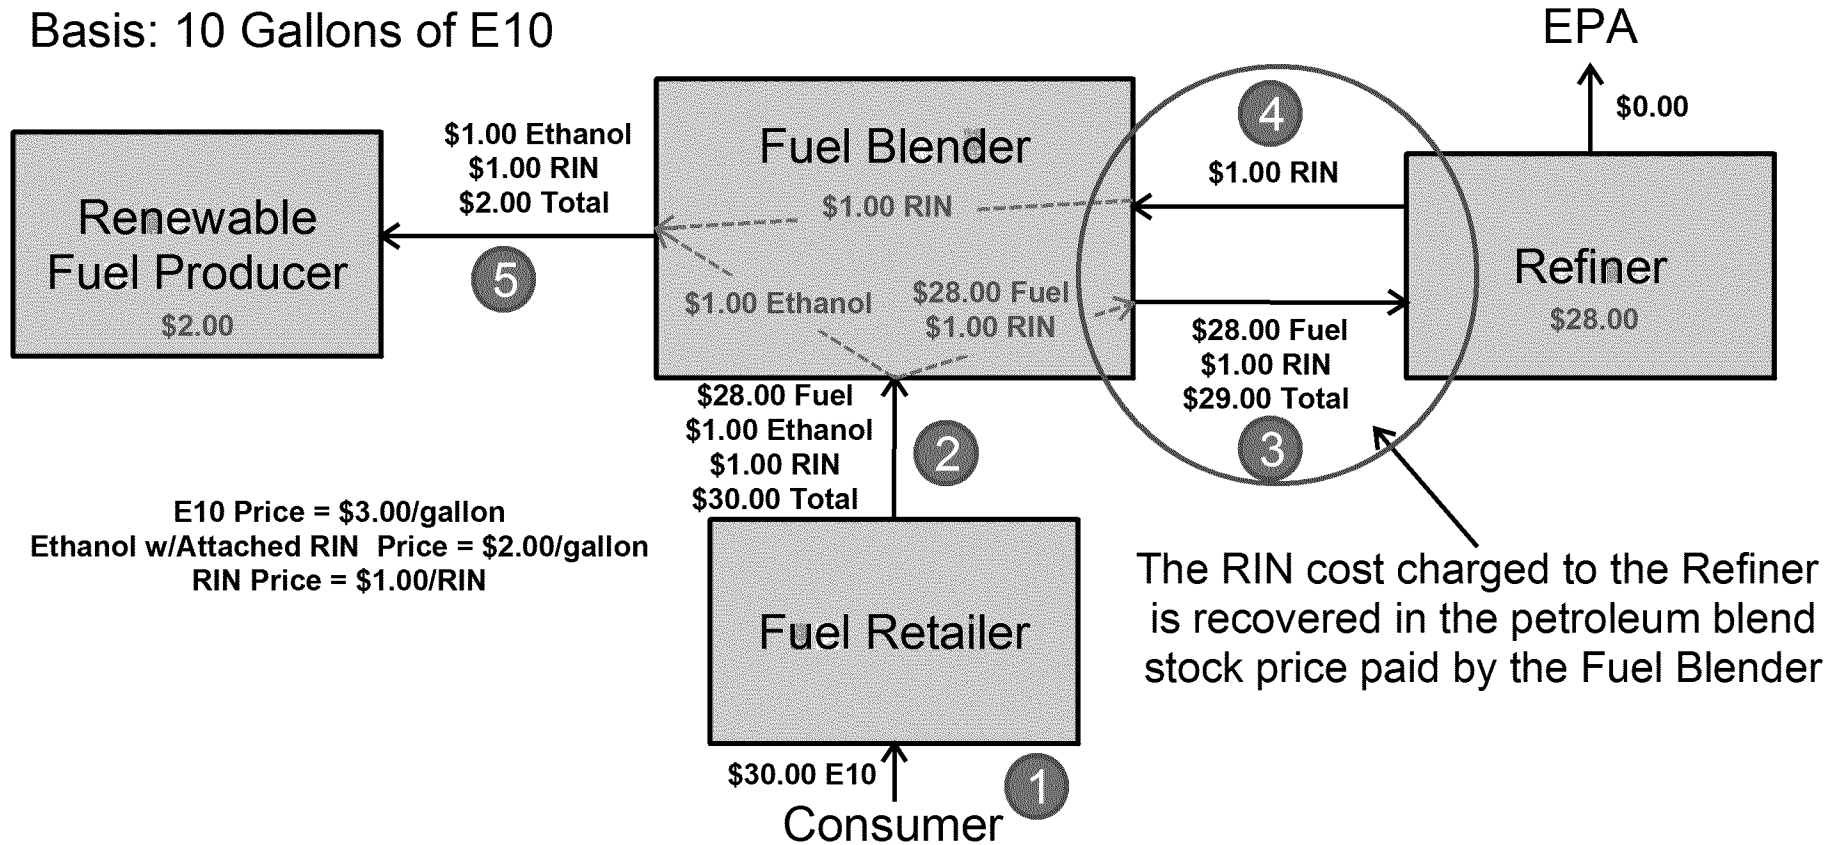 Basis: 10 Gallons of E10
EPA
$0.00
4
$1.00 RIN
Fuel Blender
$1.00 RIN
$1.00 Ethanol
$28.00 Fuel
$1.00 RIN
$1.00 Ethanol
$1.00 RIN
$2.00 Total
5
Renewable
Fuel Producer
$2.00
Refiner
$28.00
$28.00 Fuel
$1.00 RIN
$29.00 Total
3
$28.00 Fuel
$1.00 Ethanol
$1.00 RIN
$30.00 Total
2
E10 Price = $3.00/gallon
Ethanol w/Attached RIN Price = $2.00/gallon
RIN Price = $1.00/RIN
The RIN cost charged to the Refiner
is recovered in the petroleum blend
stock price paid by the Fuel Blender
Fuel Retailer
$30.00 E10
1
Consumer